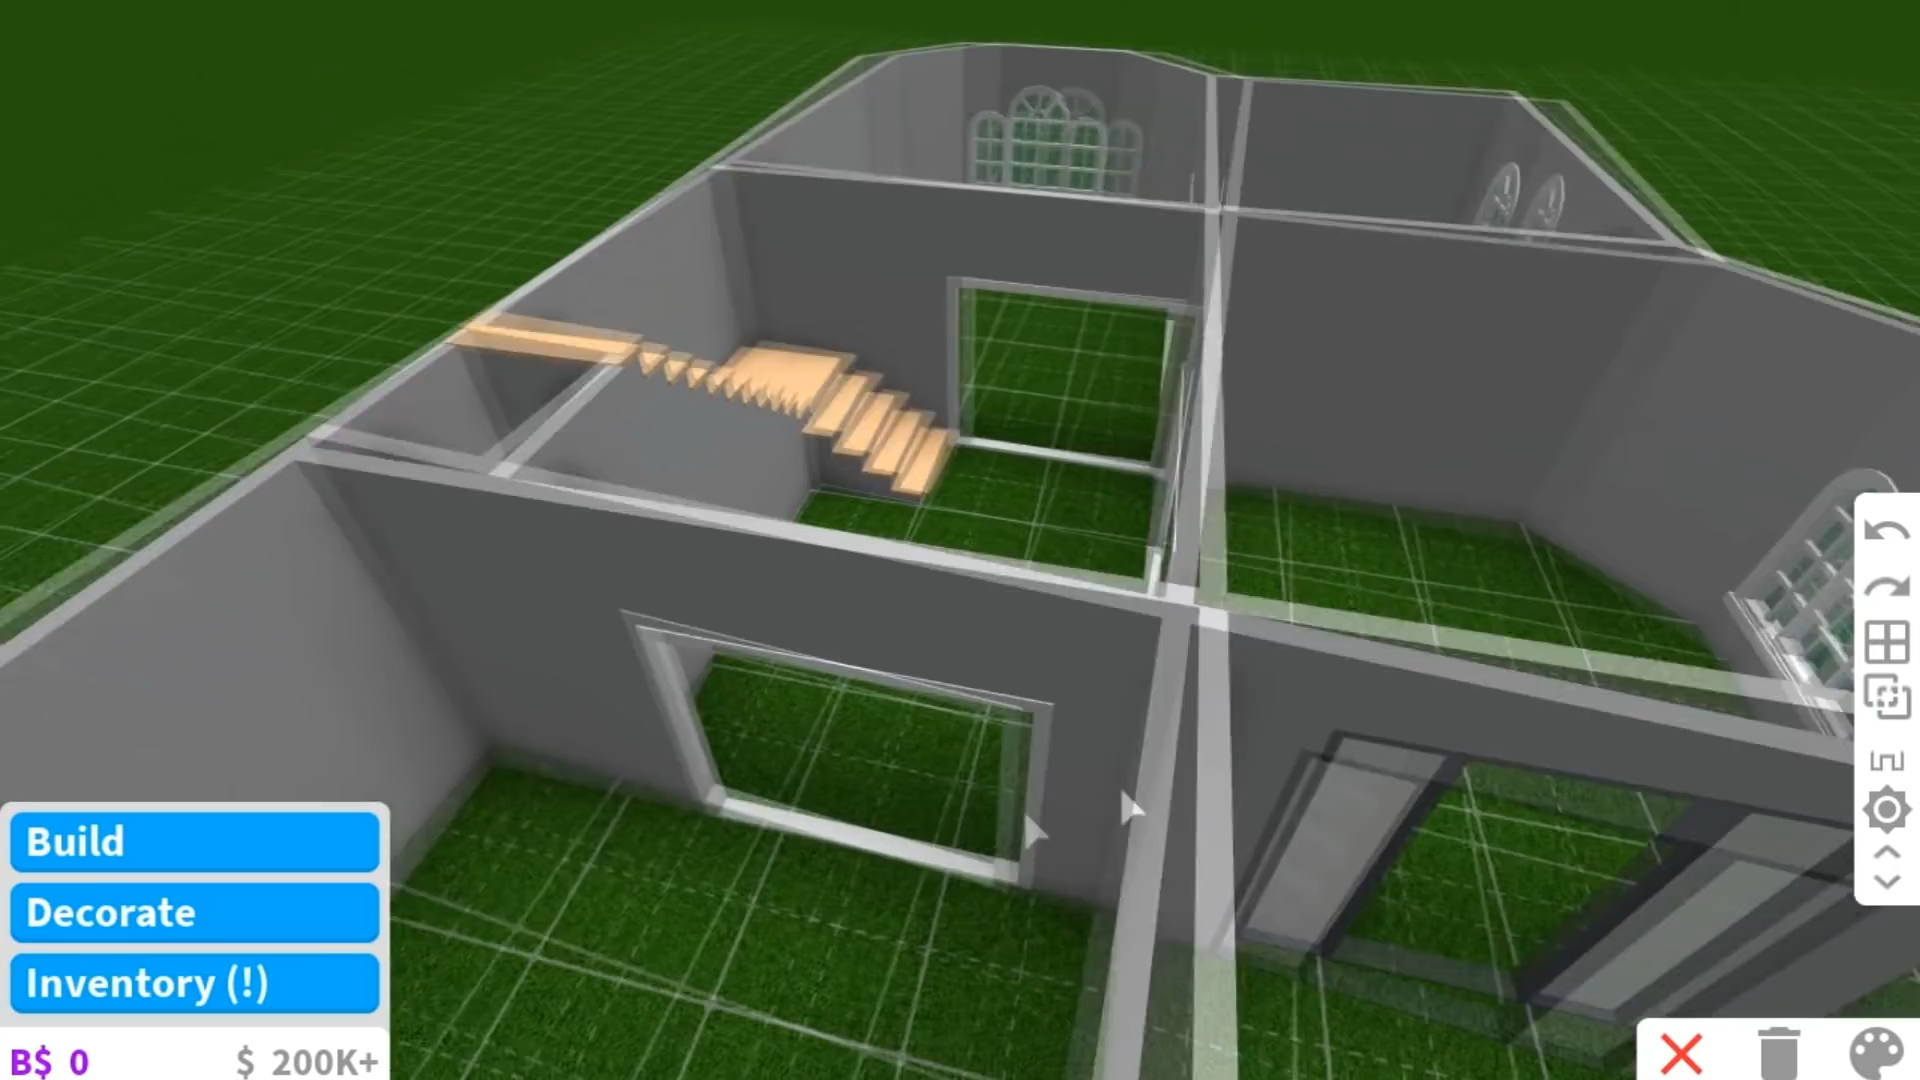 Build
Decorate
Inventory (!)
B$ 0
$ 200K+